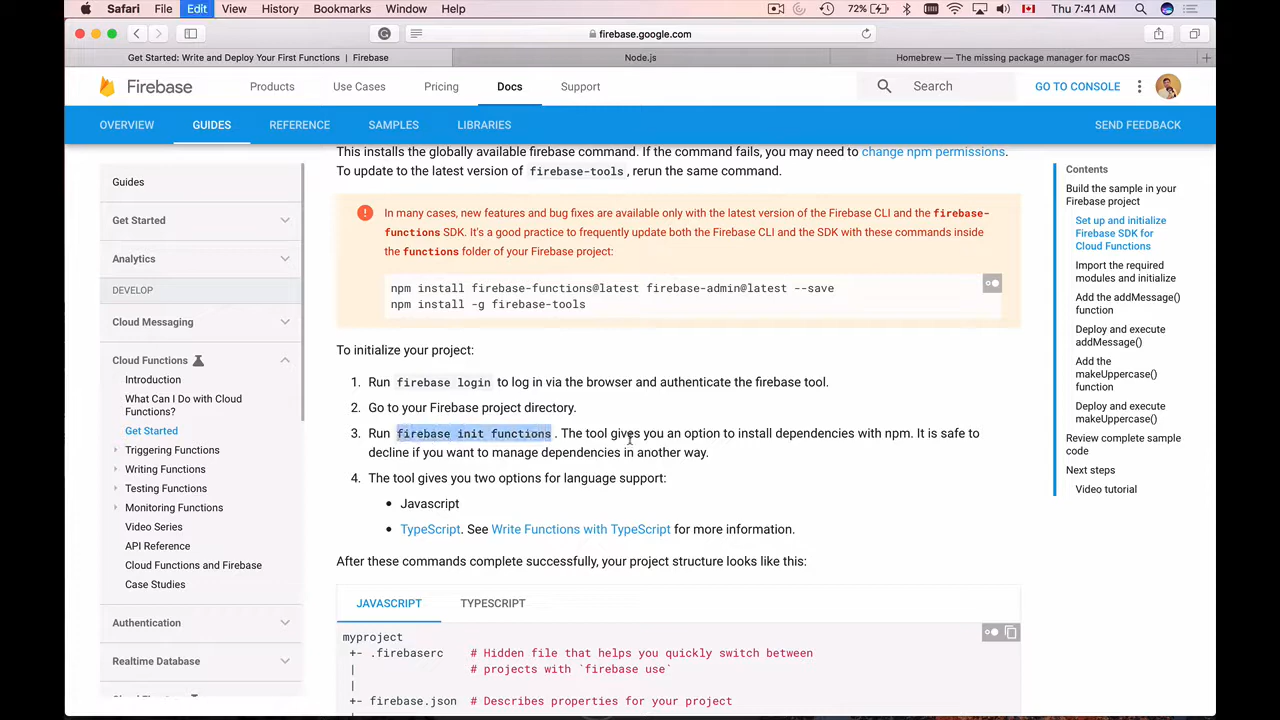 Safari File Edit View History Bookmarks Window Help 72% Thu 7:41 AM
firebase.google.com
Get Started: Write and Deploy Your First Functions | Firebase
Node.js
Homebrew — The missing package manager for macOS
Firebase
Products Use Cases Pricing Docs Support
Search
GO TO CONSOLE
OVERVIEW GUIDES REFERENCE SAMPLES LIBRARIES SEND FEEDBACK
Guides
Get Started
Analytics
DEVELOP
Cloud Messaging
Cloud Functions
Introduction
What Can I Do with Cloud
Functions?
Get Started
Triggering Functions
Writing Functions
Testing Functions
Monitoring Functions
Video Series
API Reference
Cloud Functions and Firebase
Case Studies
Authentication
Realtime Database
This installs the globally available firebase command. If the command fails, you may need to change npm permissions.
To update to the latest version of firebase-tools, rerun the same command.
In many cases, new features and bug fixes are available only with the latest version of the Firebase CLI and the firebase-
functions SDK. It's a good practice to frequently update both the Firebase CLI and the SDK with these commands inside
the functions folder of your Firebase project:
npm install firebase-functions@latest firebase-admin@latest --save
npm install -g firebase-tools
To initialize your project:
1. Run firebase login to log in via the browser and authenticate the firebase tool.
2. Go to your Firebase project directory.
3. Run firebase init functions. The tool gives you an option to install dependencies with npm. It is safe to
decline if you want to manage dependencies in another way.
4. The tool gives you two options for language support:
• Javascript
• TypeScript. See Write Functions with TypeScript for more information.
After these commands complete successfully, your project structure looks like this:
JAVASCRIPT TYPESCRIPT
myproject
+- .firebaserc # Hidden file that helps you quickly switch between
| # projects with `firebase use`
|
+- firebase.json # Describes properties for your project
Contents
Build the sample in your
Firebase project
Set up and initialize
Firebase SDK for
Cloud Functions
Import the required
modules and initialize
Add the addMessage()
function
Deploy and execute
addMessage()
Add the
makeUppercase()
function
Deploy and execute
makeUppercase()
Review complete sample
code
Next steps
Video tutorial